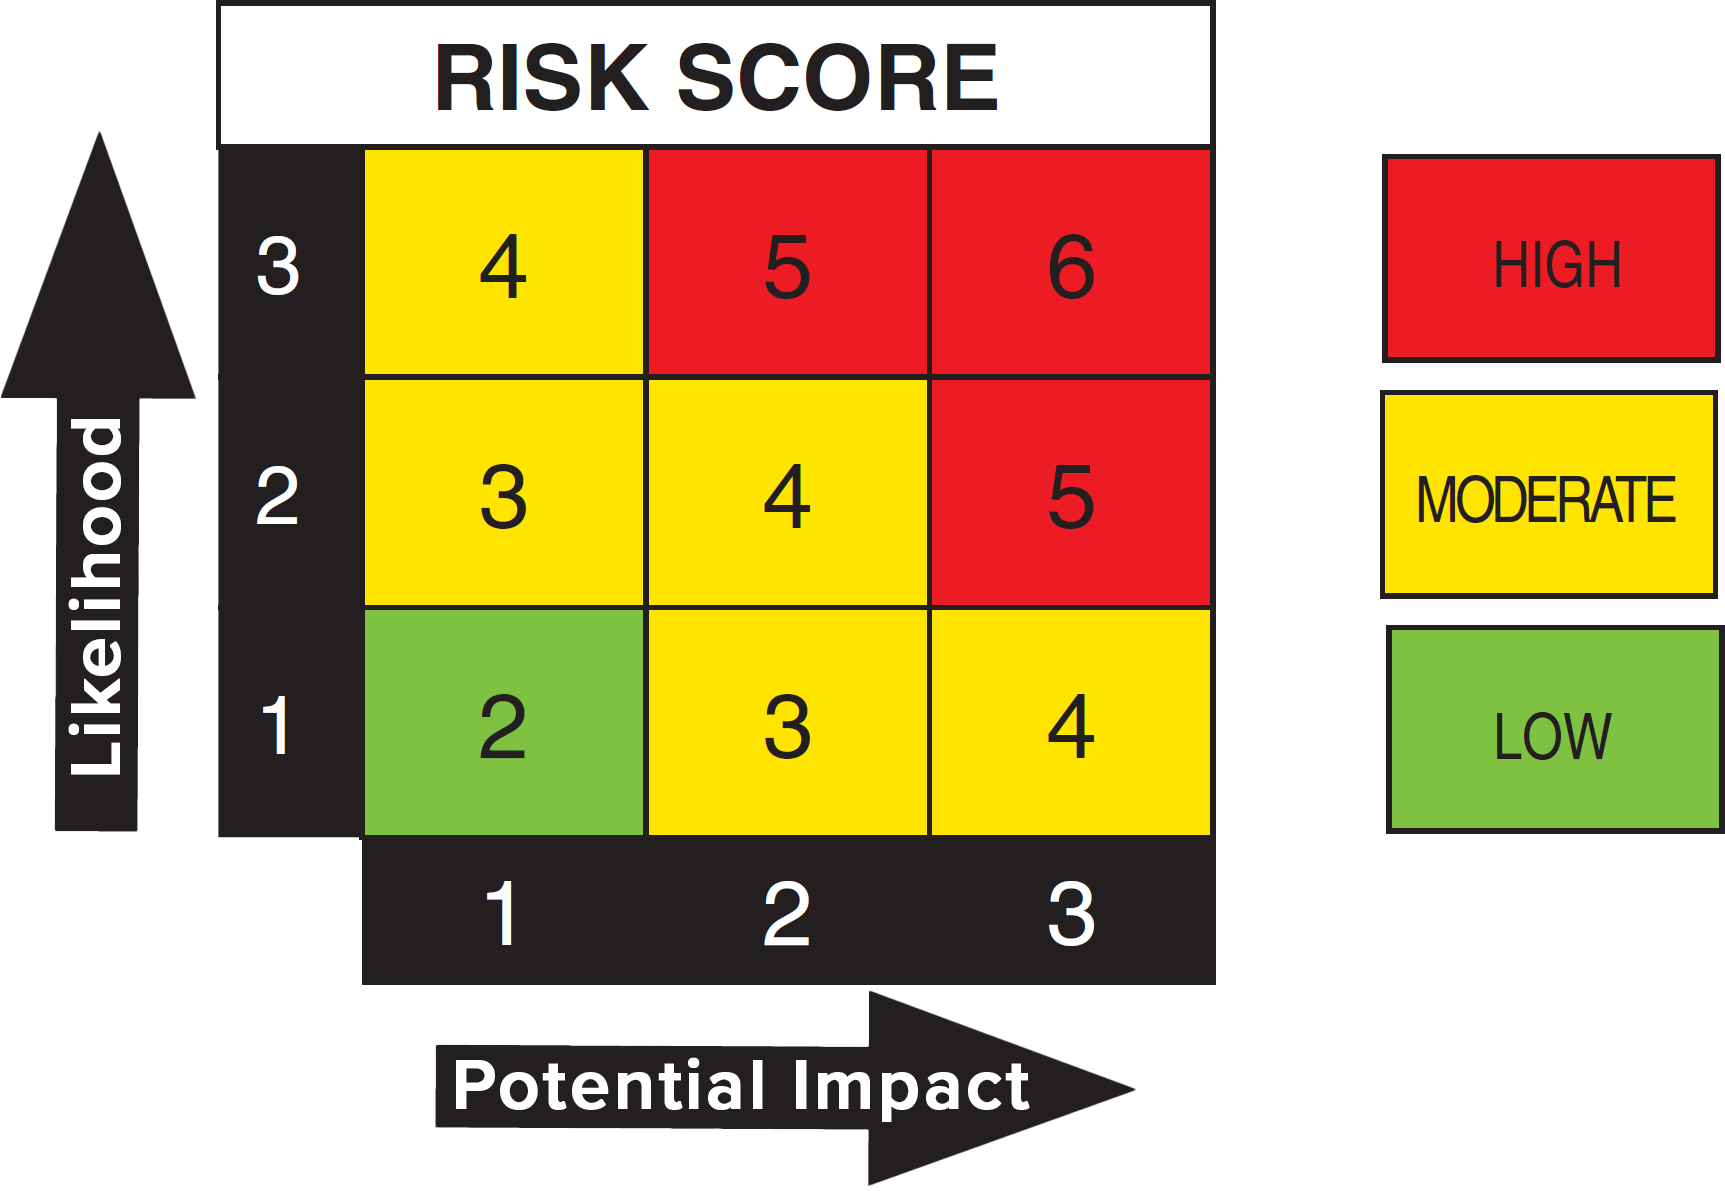 RISK SCORE
3 4 5 6 HIGH
2 3 4 5 MODERATE
1 2 3 4 LOW
1 2 3
Likelihood
Potential Impact